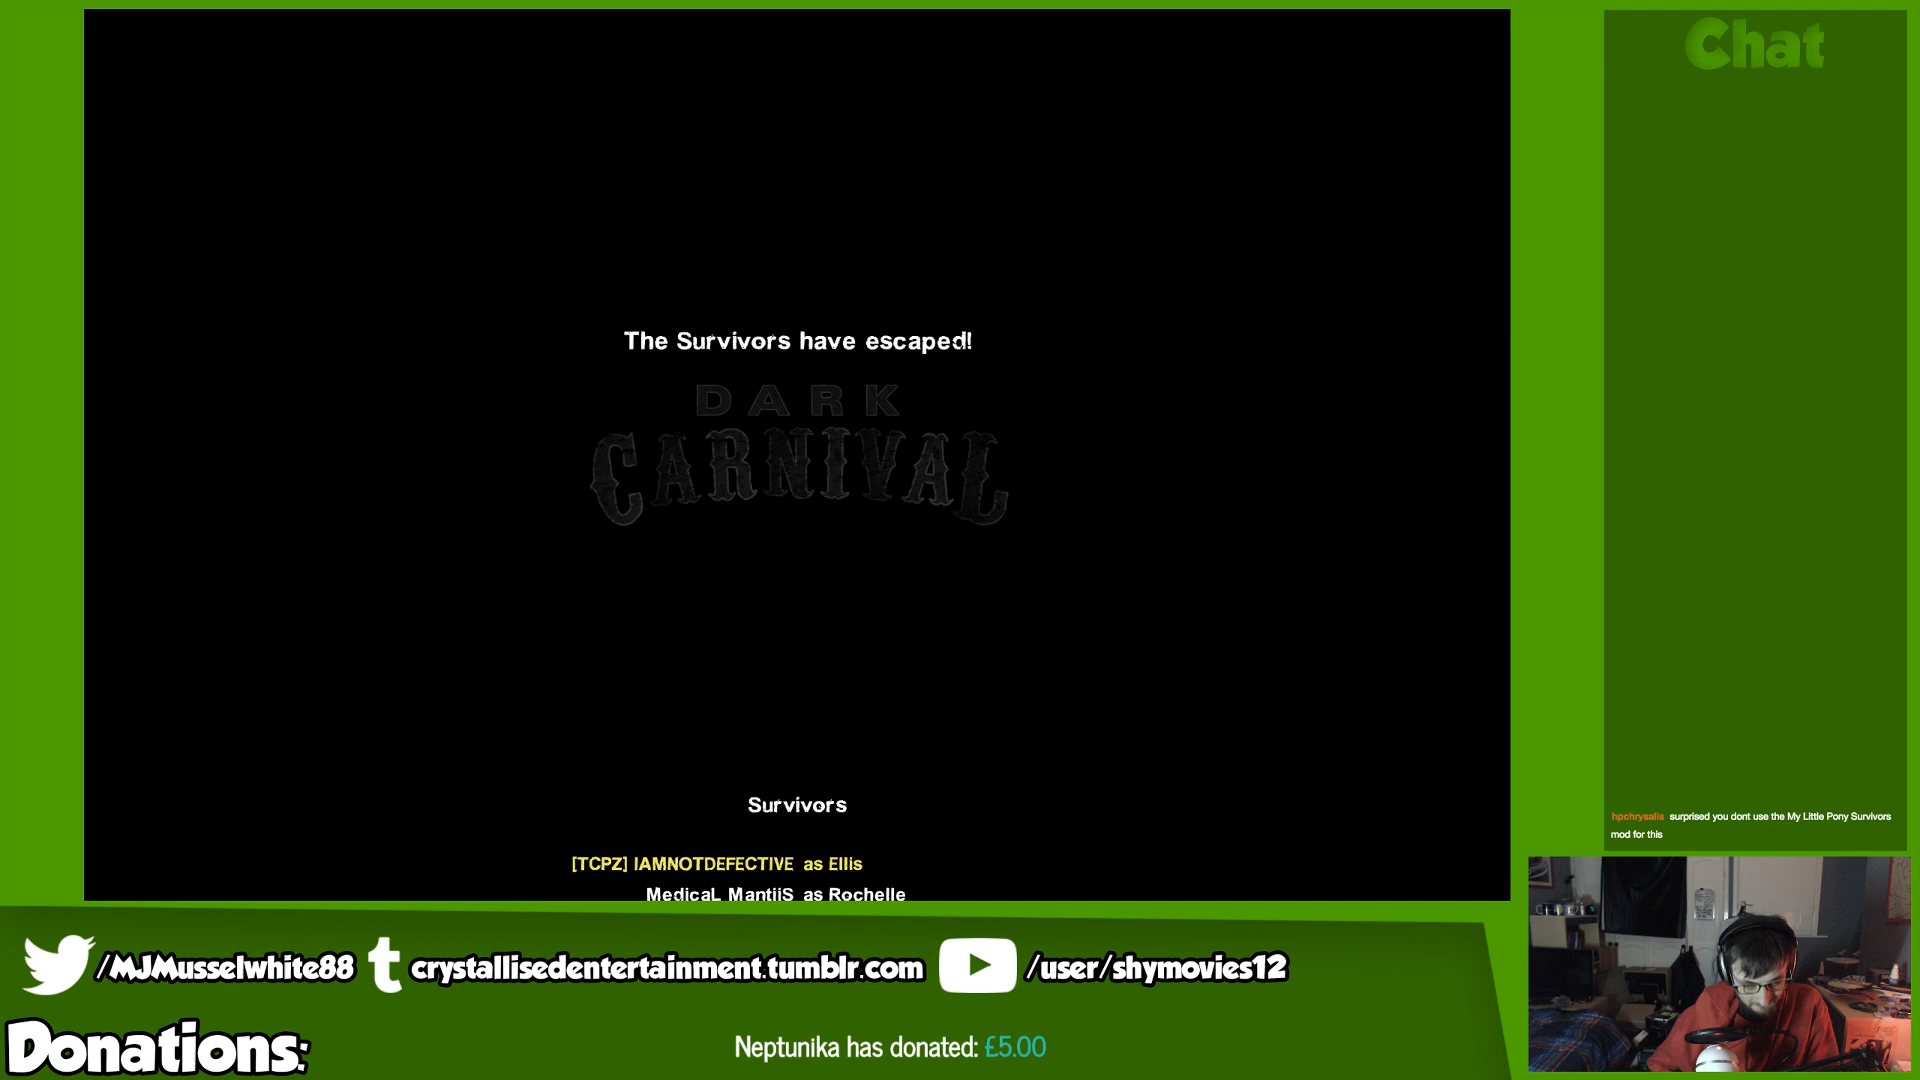 Chat
The Survivors have escaped!
DARK
CARNIVAL
Survivors
[TCPZ] IAMNOTDEFECTIVE as Ellis
MedicaL MantiiS as Rochelle
hpchrysalis surprised you dont use the My Little Pony Survivors
mod for this
/MJMusselwhite88 crystallisedentertainment.tumblr.com /user/shymovies12
Donations:
Neptunika has donated: £5.00